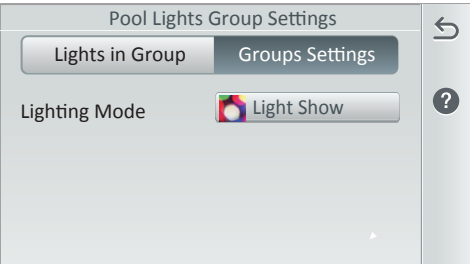 Pool Lights Group Settings
Lights in Group
Groups Settings
Lighting Mode
Light Show
?